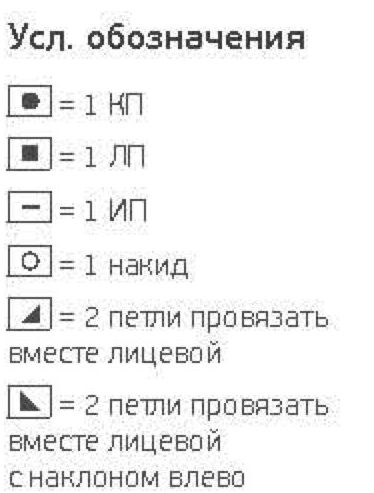 Усл. обозначения
= 1 КП
= 1 ЛП
= 1 ИП
= 1 накид
= 2 петли провязать
вместе лицевой
= 2 петли провязать
вместе лицевой
с наклоном влево